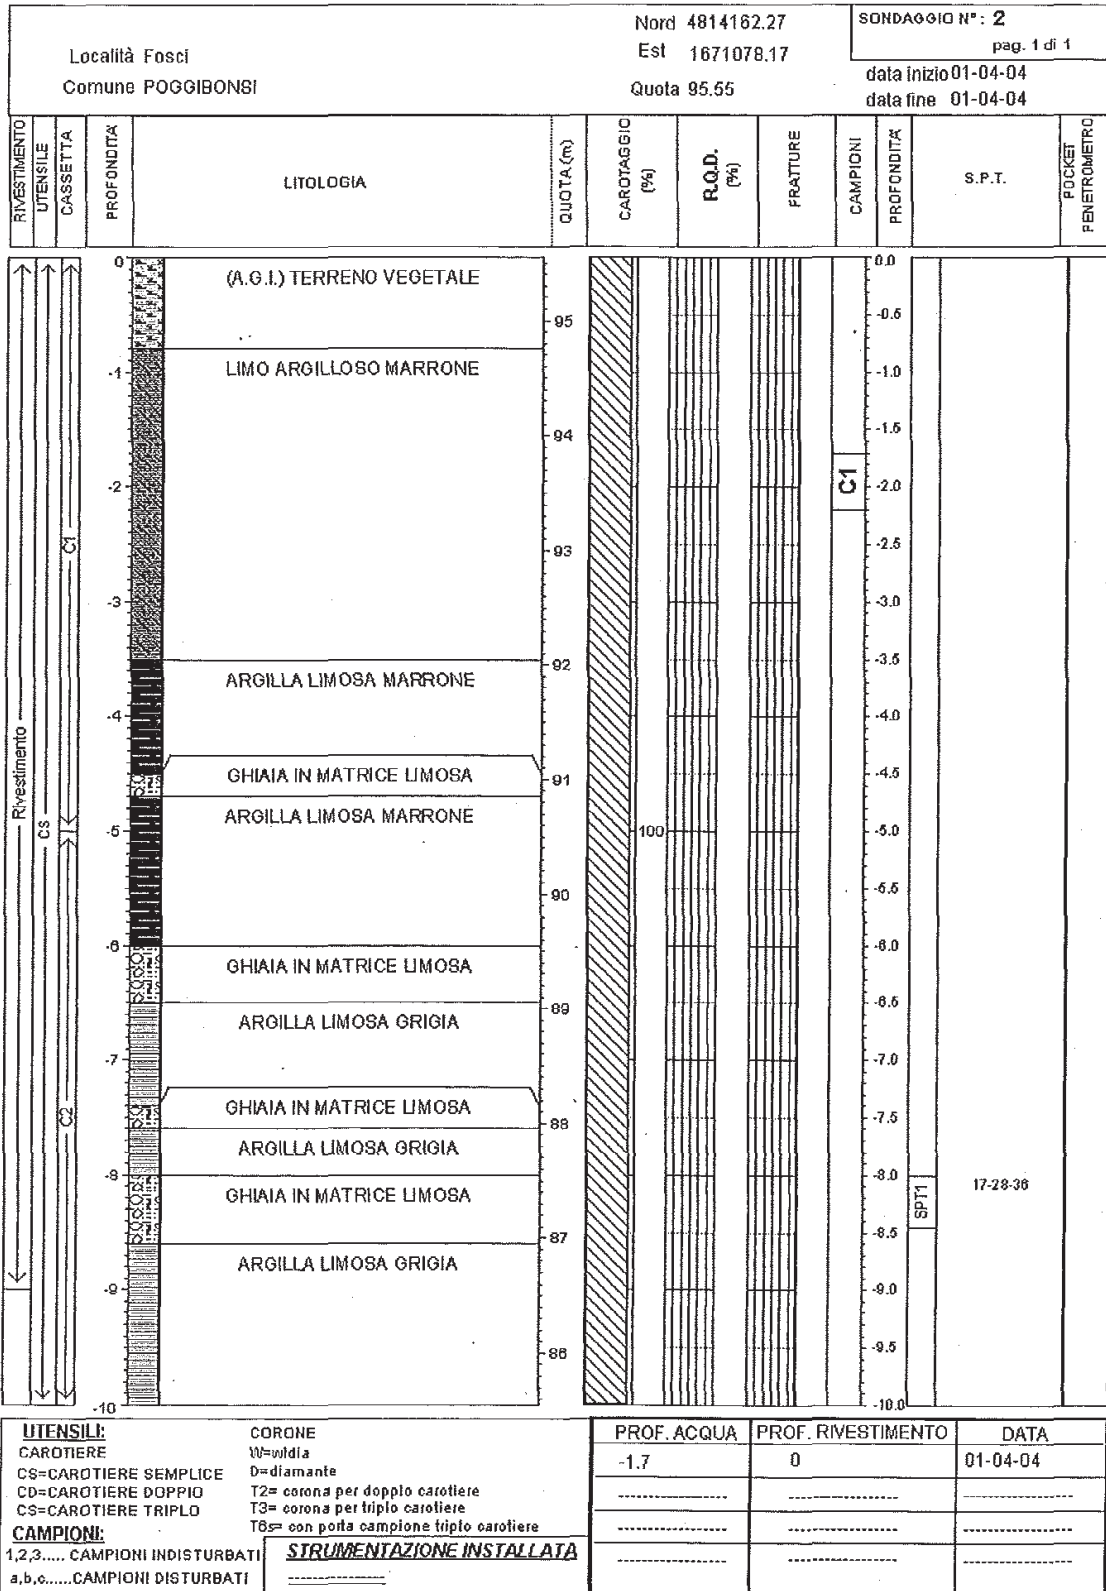 Località Fosci
Comune POGGIBONSI
Nord 4814162.27
Est 1671078.17
Quota 95.55
SONDAGGIO N°: 2
pag. 1 di 1
data inizio 01-04-04
data fine 01-04-04
RIVESTIMENTO
UTENSILE
CASSETTA
PROFONDITA'
LITOLOGIA
QUOTA (m)
CAROTAGGIO (%)
R.Q.D. (%)
FRATTURE
CAMPIONI
PROFONDITA'
S.P.T.
POCKET PENETROMETRO
Rivestimento
CS
C1
C2
0
-1
-2
-3
-4
-5
-6
-7
-8
-9
-10
(A.G.I.) TERRENO VEGETALE
LIMO ARGILLOSO MARRONE
ARGILLA LIMOSA MARRONE
GHIAIA IN MATRICE LIMOSA
ARGILLA LIMOSA MARRONE
GHIAIA IN MATRICE LIMOSA
ARGILLA LIMOSA GRIGIA
GHIAIA IN MATRICE LIMOSA
ARGILLA LIMOSA GRIGIA
GHIAIA IN MATRICE LIMOSA
ARGILLA LIMOSA GRIGIA
95
94
93
92
91
90
89
88
87
86
100
C1
0.0
-0.5
-1.0
-1.5
-2.0
-2.5
-3.0
-3.5
-4.0
-4.5
-5.0
-5.5
-6.0
-6.5
-7.0
-7.5
-8.0
-8.5
-9.0
-9.5
-10.0
SPT1
17-28-36
UTENSILI:
CAROTIERE
CS=CAROTIERE SEMPLICE
CD=CAROTIERE DOPPIO
CS=CAROTIERE TRIPLO
CAMPIONI:
1,2,3..... CAMPIONI INDISTURBATI
a,b,c......CAMPIONI DISTURBATI
CORONE
W=widia
D=diamante
T2= corona per doppio carotiere
T3= corona per triplo carotiere
T6s= con porta campione triplo carotiere
STRUMENTAZIONE INSTALLATA
--------------------
PROF. ACQUA PROF. RIVESTIMENTO DATA
-1.7 0 01-04-04